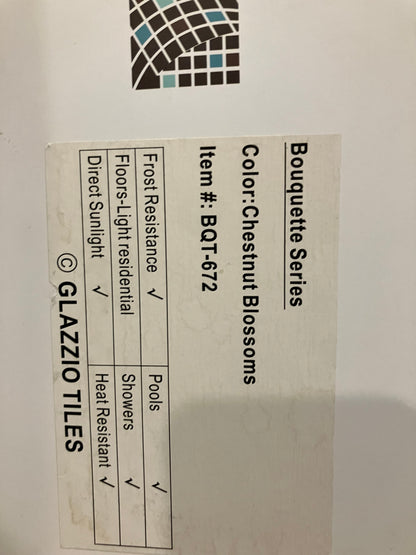 Bouquette Series
Color:Chestnut Blossoms
Item #: BQT-672
Frost Resistance ✓ Pools ✓
Floors-Light residential Showers ✓
Direct Sunlight ✓ Heat Resistant ✓
© GLAZZIO TILES